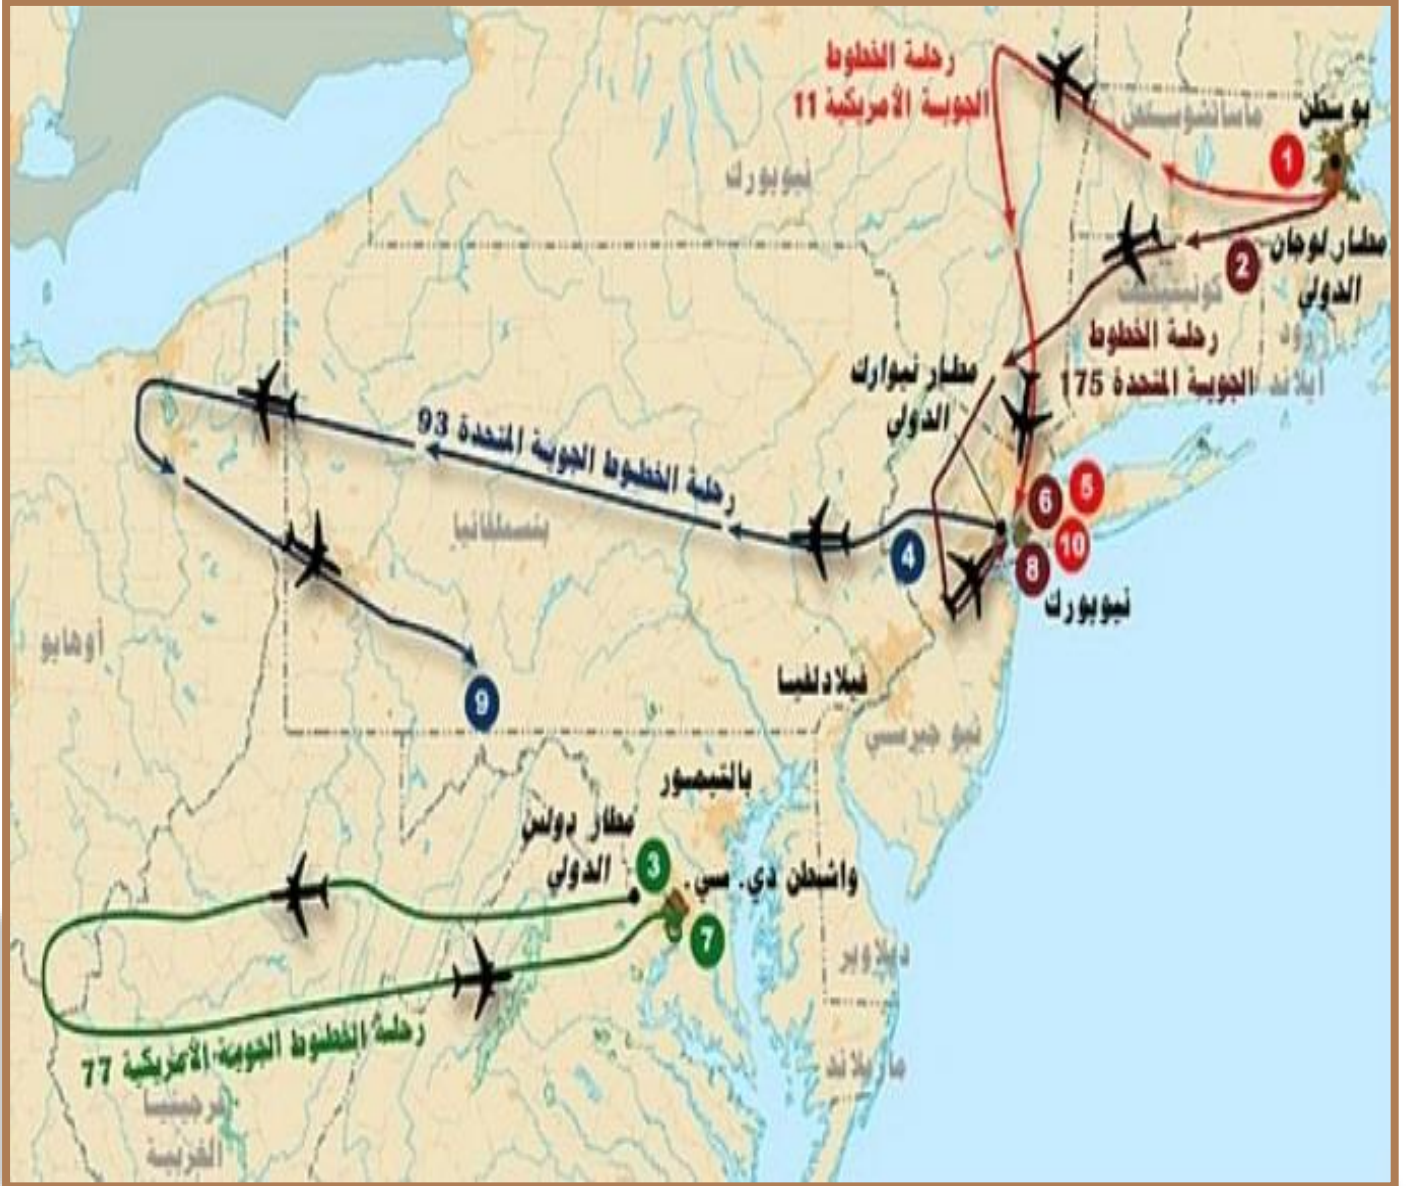 رحلة الخطوط
الجوية الأمريكية 11
ماساتشوسيتس
بوسطن
1
نيويورك
مطار لوجان
الدولي
2
كونيتيكت
رود
آيلاند
رحلة الخطوط
الجوية المتحدة 175
مطار نيوارك
الدولي
رحلة الخطوط الجوية المتحدة 93
5
6
10
8
4
نيويورك
بنسلفانيا
أوهايو
فيلادلفيا
9
نيو جيرسي
بالتيمور
مطار دولس
الدولي
3
واشنطن دي. سي.
7
ديلاوير
ماريلاند
رحلة الخطوط الجوية الأمريكية 77
فرجينيا
الغربية